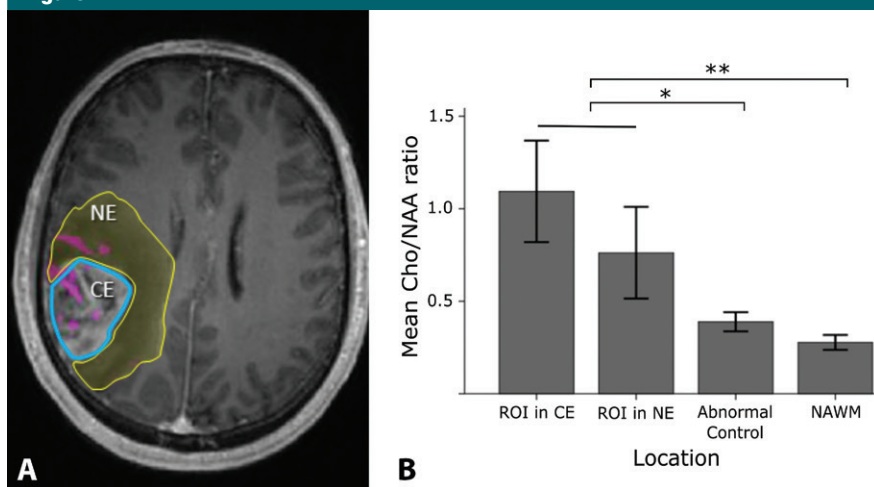 NE
CE
A
**
*
1.5
1.0
0.5
Mean Cho/NAA ratio
ROI in CE
ROI in NE
Abnormal
Control
NAWM
Location
B